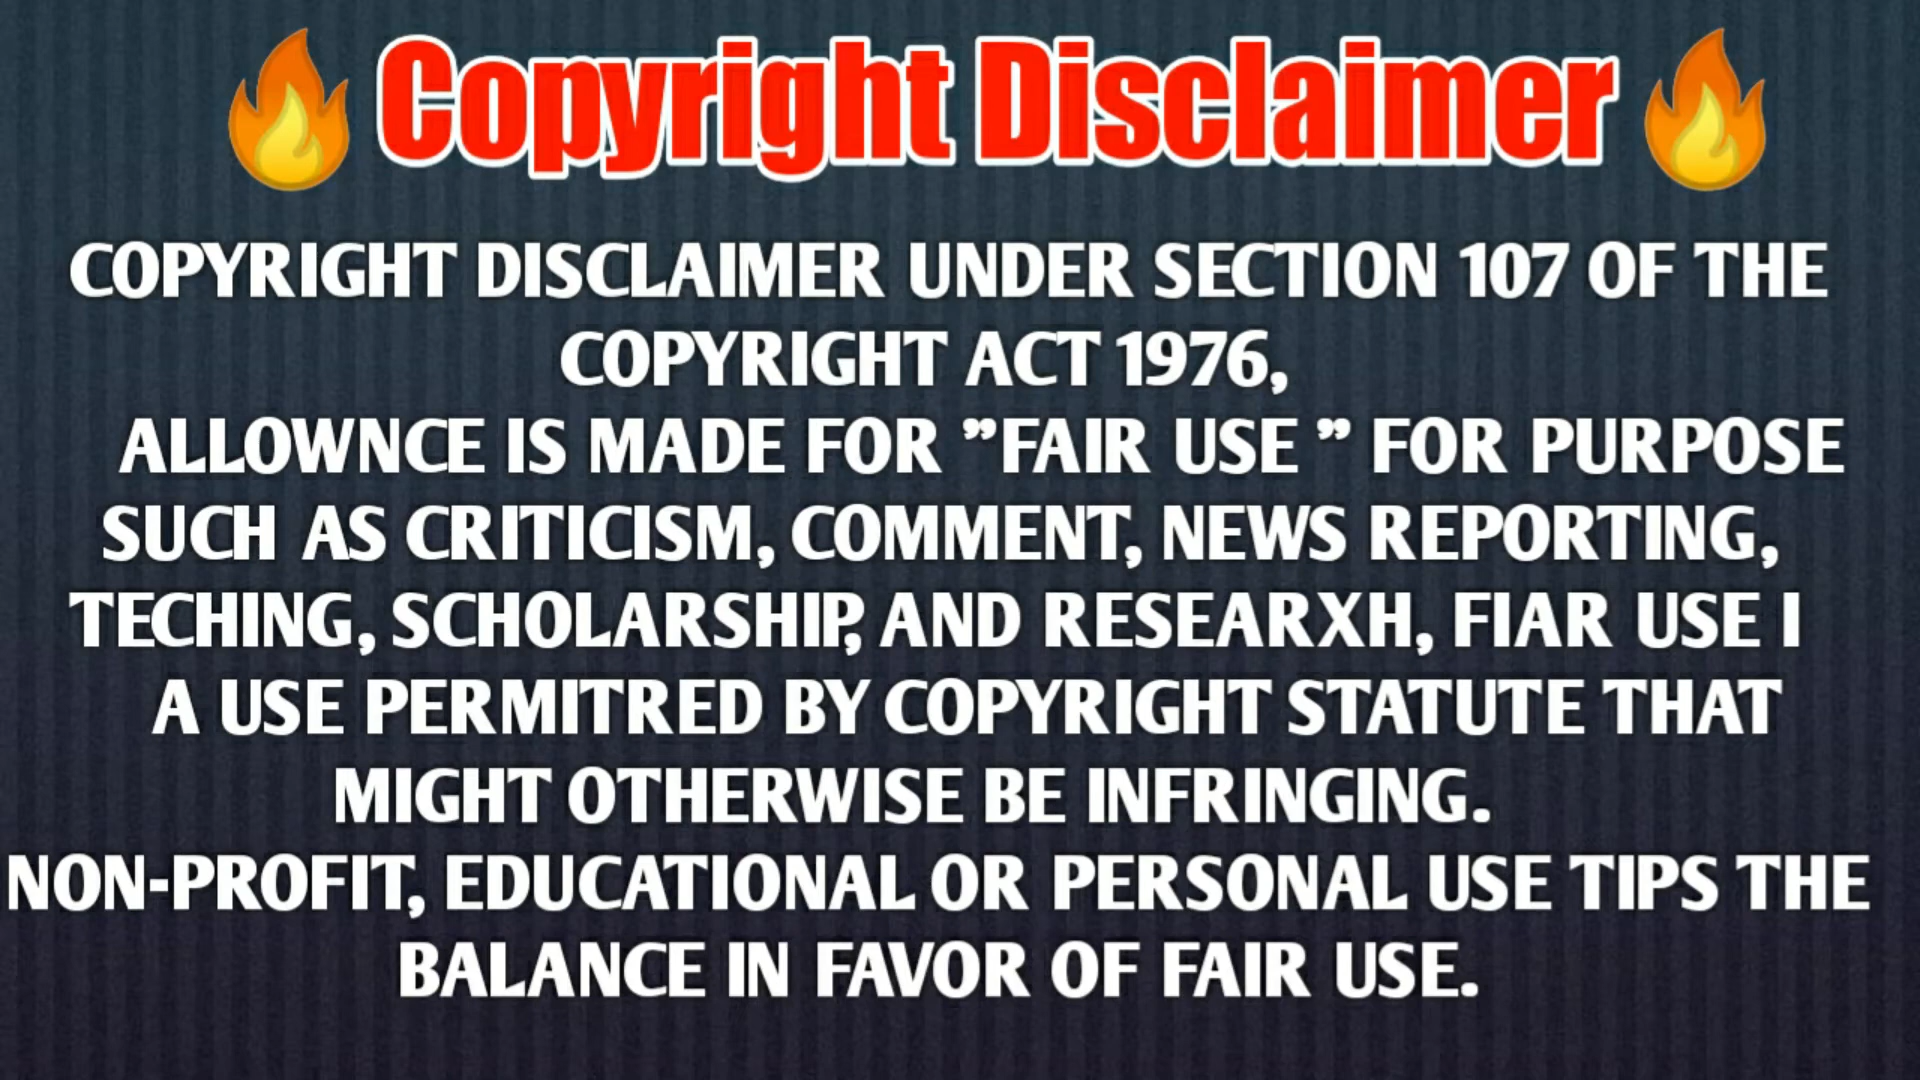 Copyright Disclaimer
COPYRIGHT DISCLAIMER UNDER SECTION 107 OF THE
COPYRIGHT ACT 1976,
ALLOWNCE IS MADE FOR ”FAIR USE ” FOR PURPOSE
SUCH AS CRITICISM, COMMENT, NEWS REPORTING,
TECHING, SCHOLARSHIP, AND RESEARXH, FIAR USE I
A USE PERMITRED BY COPYRIGHT STATUTE THAT
MIGHT OTHERWISE BE INFRINGING.
NON-PROFIT, EDUCATIONAL OR PERSONAL USE TIPS THE
BALANCE IN FAVOR OF FAIR USE.